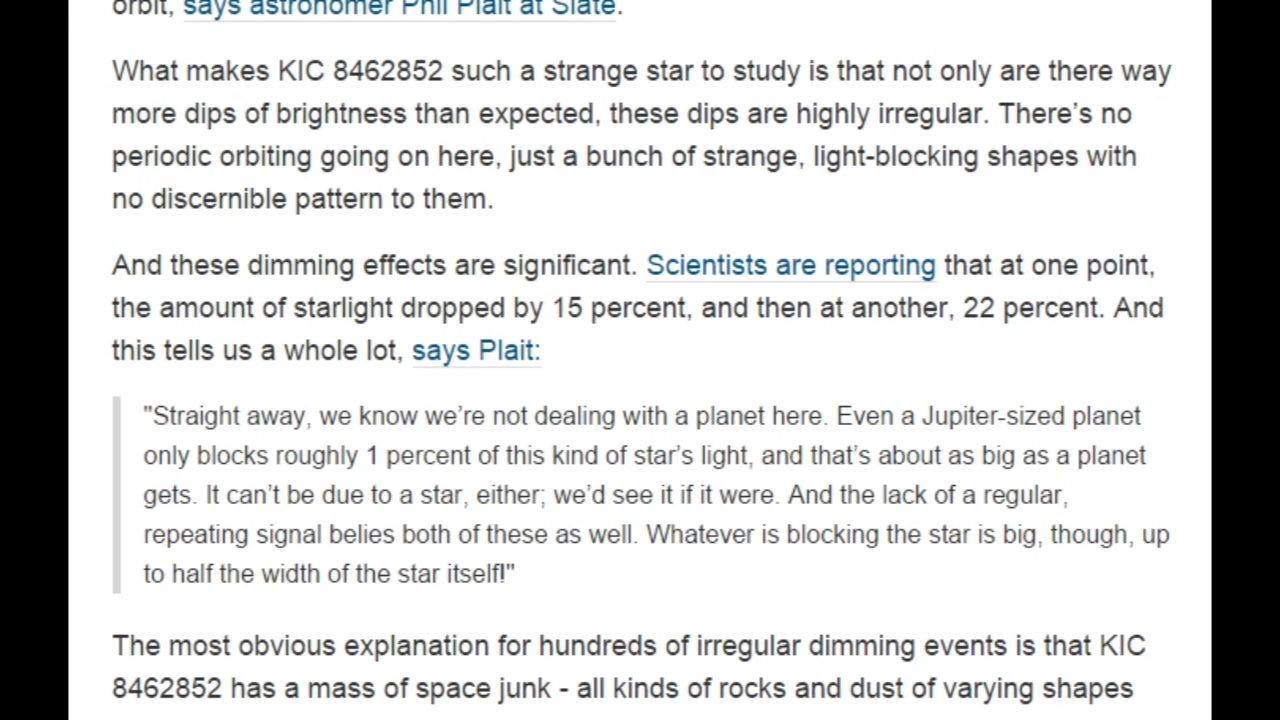 orbit, says astronomer Phil Plait at Slate.
What makes KIC 8462852 such a strange star to study is that not only are there way
more dips of brightness than expected, these dips are highly irregular. There’s no
periodic orbiting going on here, just a bunch of strange, light-blocking shapes with
no discernible pattern to them.
And these dimming effects are significant. Scientists are reporting that at one point,
the amount of starlight dropped by 15 percent, and then at another, 22 percent. And
this tells us a whole lot, says Plait:
"Straight away, we know we’re not dealing with a planet here. Even a Jupiter-sized planet
only blocks roughly 1 percent of this kind of star’s light, and that’s about as big as a planet
gets. It can’t be due to a star, either; we’d see it if it were. And the lack of a regular,
repeating signal belies both of these as well. Whatever is blocking the star is big, though, up
to half the width of the star itself!"
The most obvious explanation for hundreds of irregular dimming events is that KIC
8462852 has a mass of space junk - all kinds of rocks and dust of varying shapes